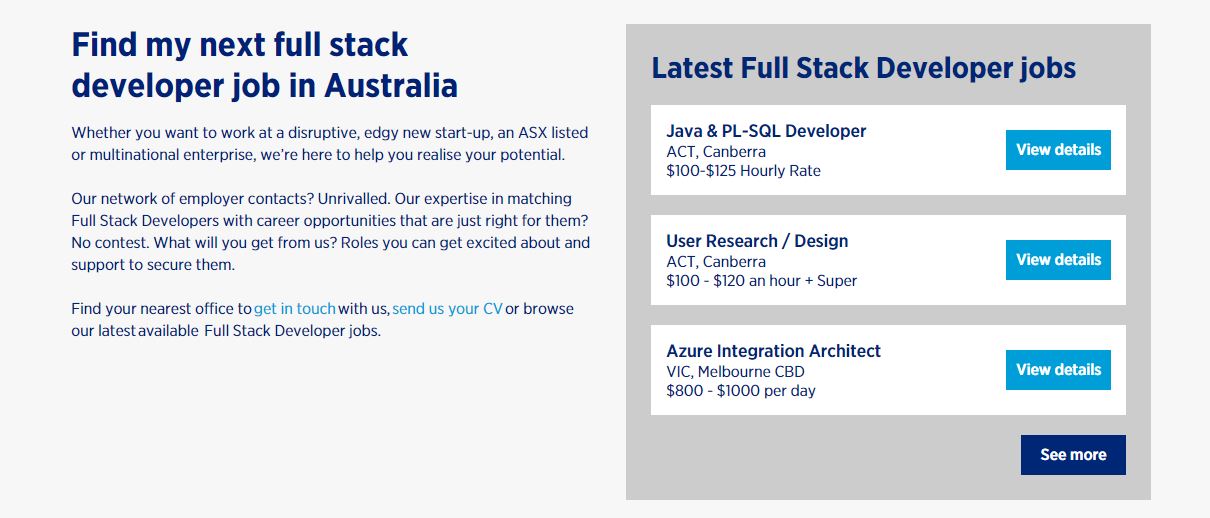 Find my next full stack
developer job in Australia
Whether you want to work at a disruptive, edgy new start-up, an ASX listed
or multinational enterprise, we're here to help you realise your potential.
Our network of employer contacts? Unrivalled. Our expertise in matching
Full Stack Developers with career opportunities that are just right for them?
No contest. What will you get from us? Roles you can get excited about and
support to secure them.
Find your nearest office to get in touch with us, send us your CV or browse
our latest available Full Stack Developer jobs.
Latest Full Stack Developer jobs
Java & PL-SQL Developer
ACT, Canberra
$100-$125 Hourly Rate
View details
User Research / Design
ACT, Canberra
$100 - $120 an hour + Super
View details
Azure Integration Architect
VIC, Melbourne CBD
$800 - $1000 per day
View details
See more